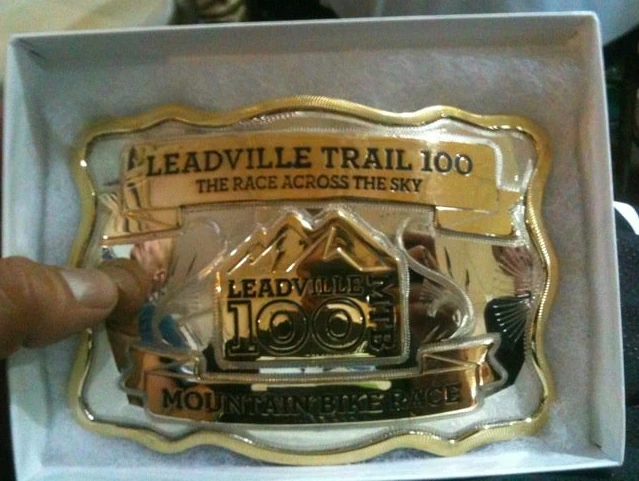 LEADVILLE TRAIL 100
THE RACE ACROSS THE SKY
LEADVILLE
100
MTB
MOUNTAIN BIKE RACE